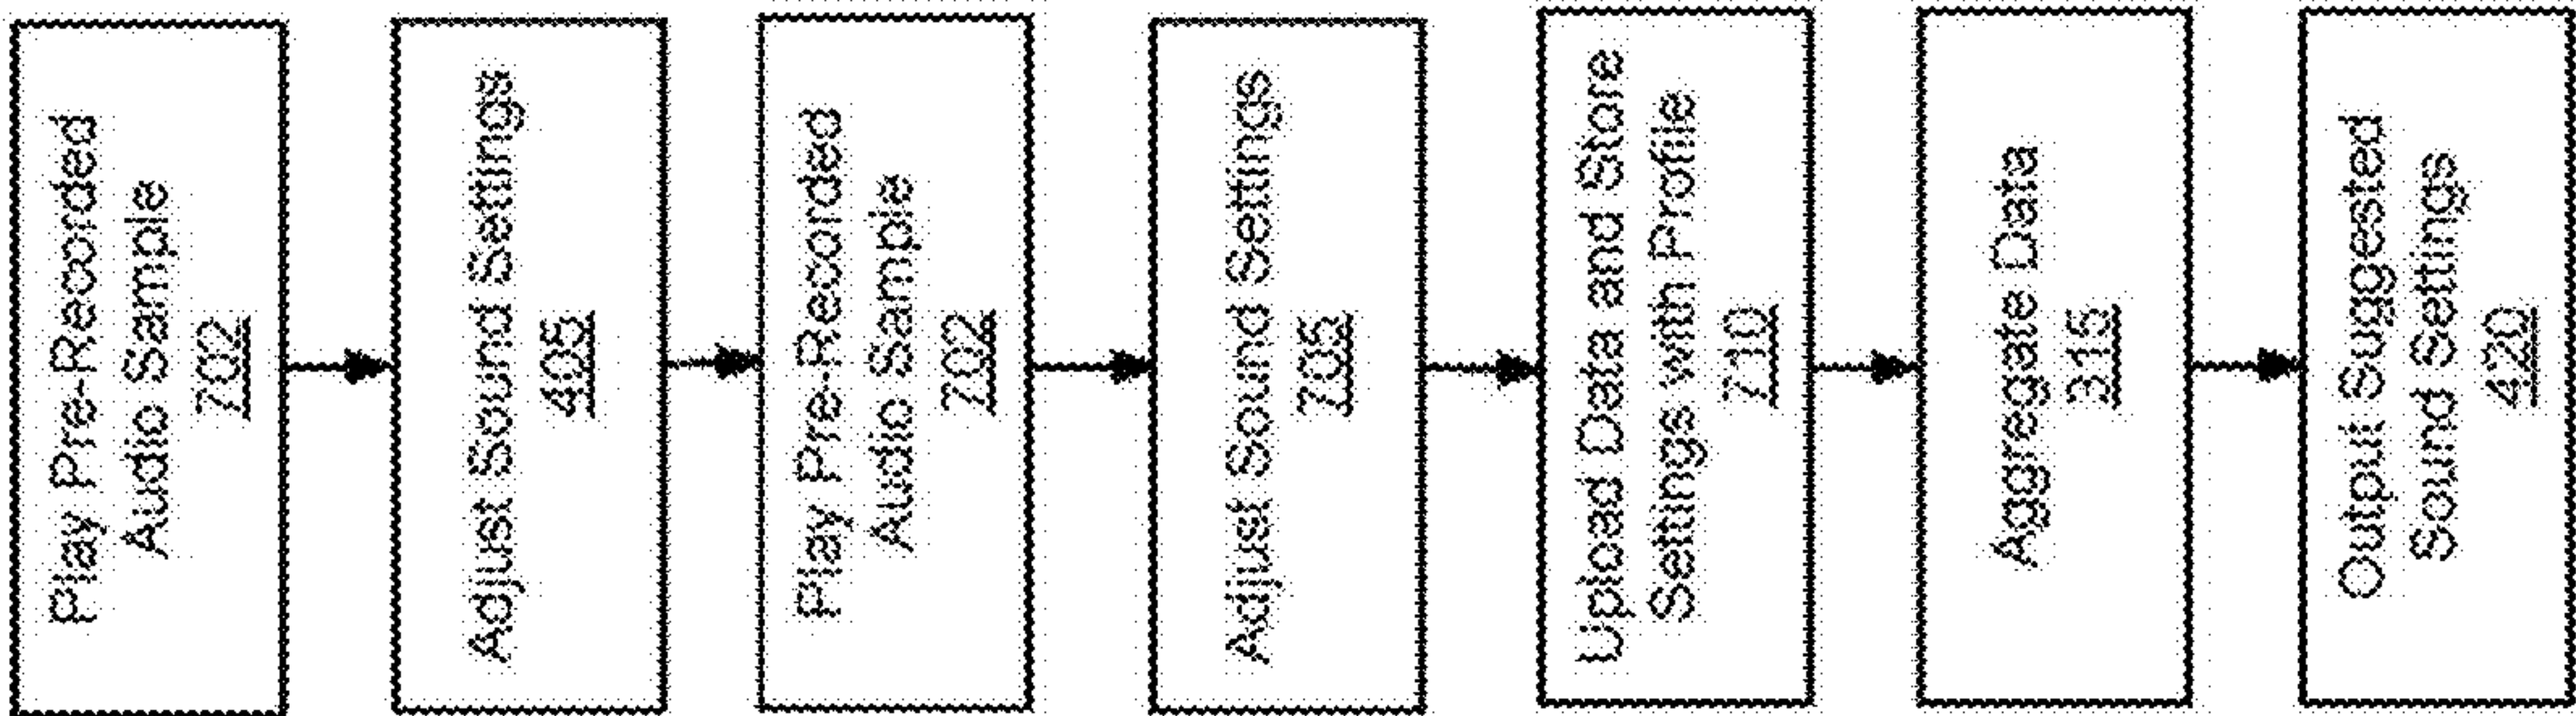 Play Pre-Recorded
Audio Sample
702
Adjust Sound Settings
405
Play Pre-Recorded
Audio Sample
702
Adjust Sound Settings
705
Upload Data and Store
Settings with Profile
710
Aggregate Data
315
Output Suggested
Sound Settings
420